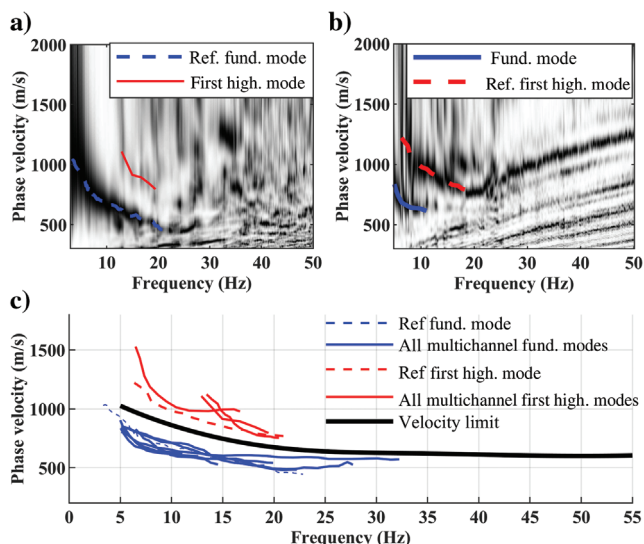 a)
2000
1500
1000
500
Phase velocity (m/s)
Ref. fund. mode
First high. mode
10 20 30 40 50
Frequency (Hz)
b)
2000
1500
1000
500
Phase velocity (m/s)
Fund. mode
Ref. first high. mode
10 20 30 40 50
Frequency (Hz)
c)
1500
1000
500
Phase velocity (m/s)
Ref fund. mode
All multichannel fund. modes
Ref first high. mode
All multichannel first high. modes
Velocity limit
0 5 10 15 20 25 30 35 40 45 50 55
Frequency (Hz)